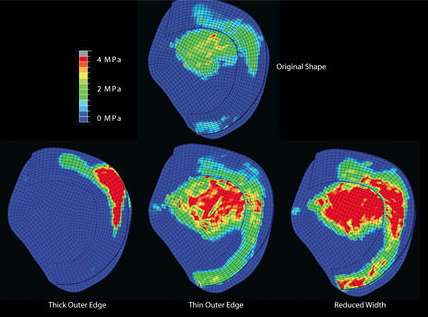 4 MPa
Original Shape
2 MPa
0 MPa
Thick Outer Edge
Thin Outer Edge
Reduced Width